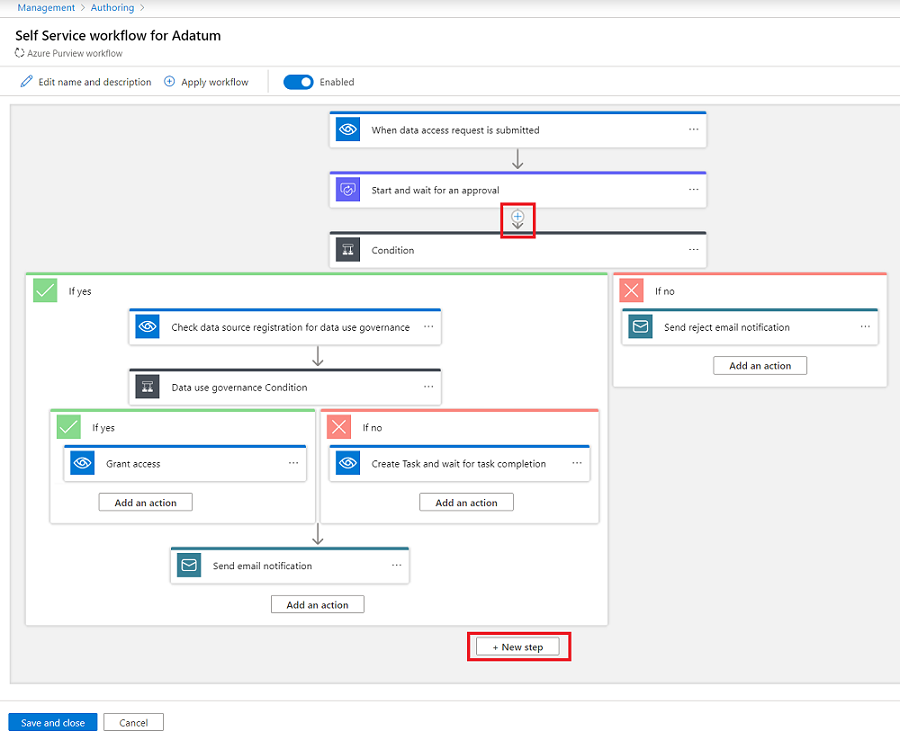 Management > Authoring >
Self Service workflow for Adatum
Azure Purview workflow
Edit name and description Apply workflow Enabled
When data access request is submitted ...
Start and wait for an approval ...
Condition ...
If yes
If no
Check data source registration for data use governance ...
Send reject email notification ...
Add an action
Data use governance Condition ...
If yes
If no
Grant access ...
Create Task and wait for task completion ...
Add an action
Add an action
Send email notification ...
Add an action
+ New step
Save and close Cancel